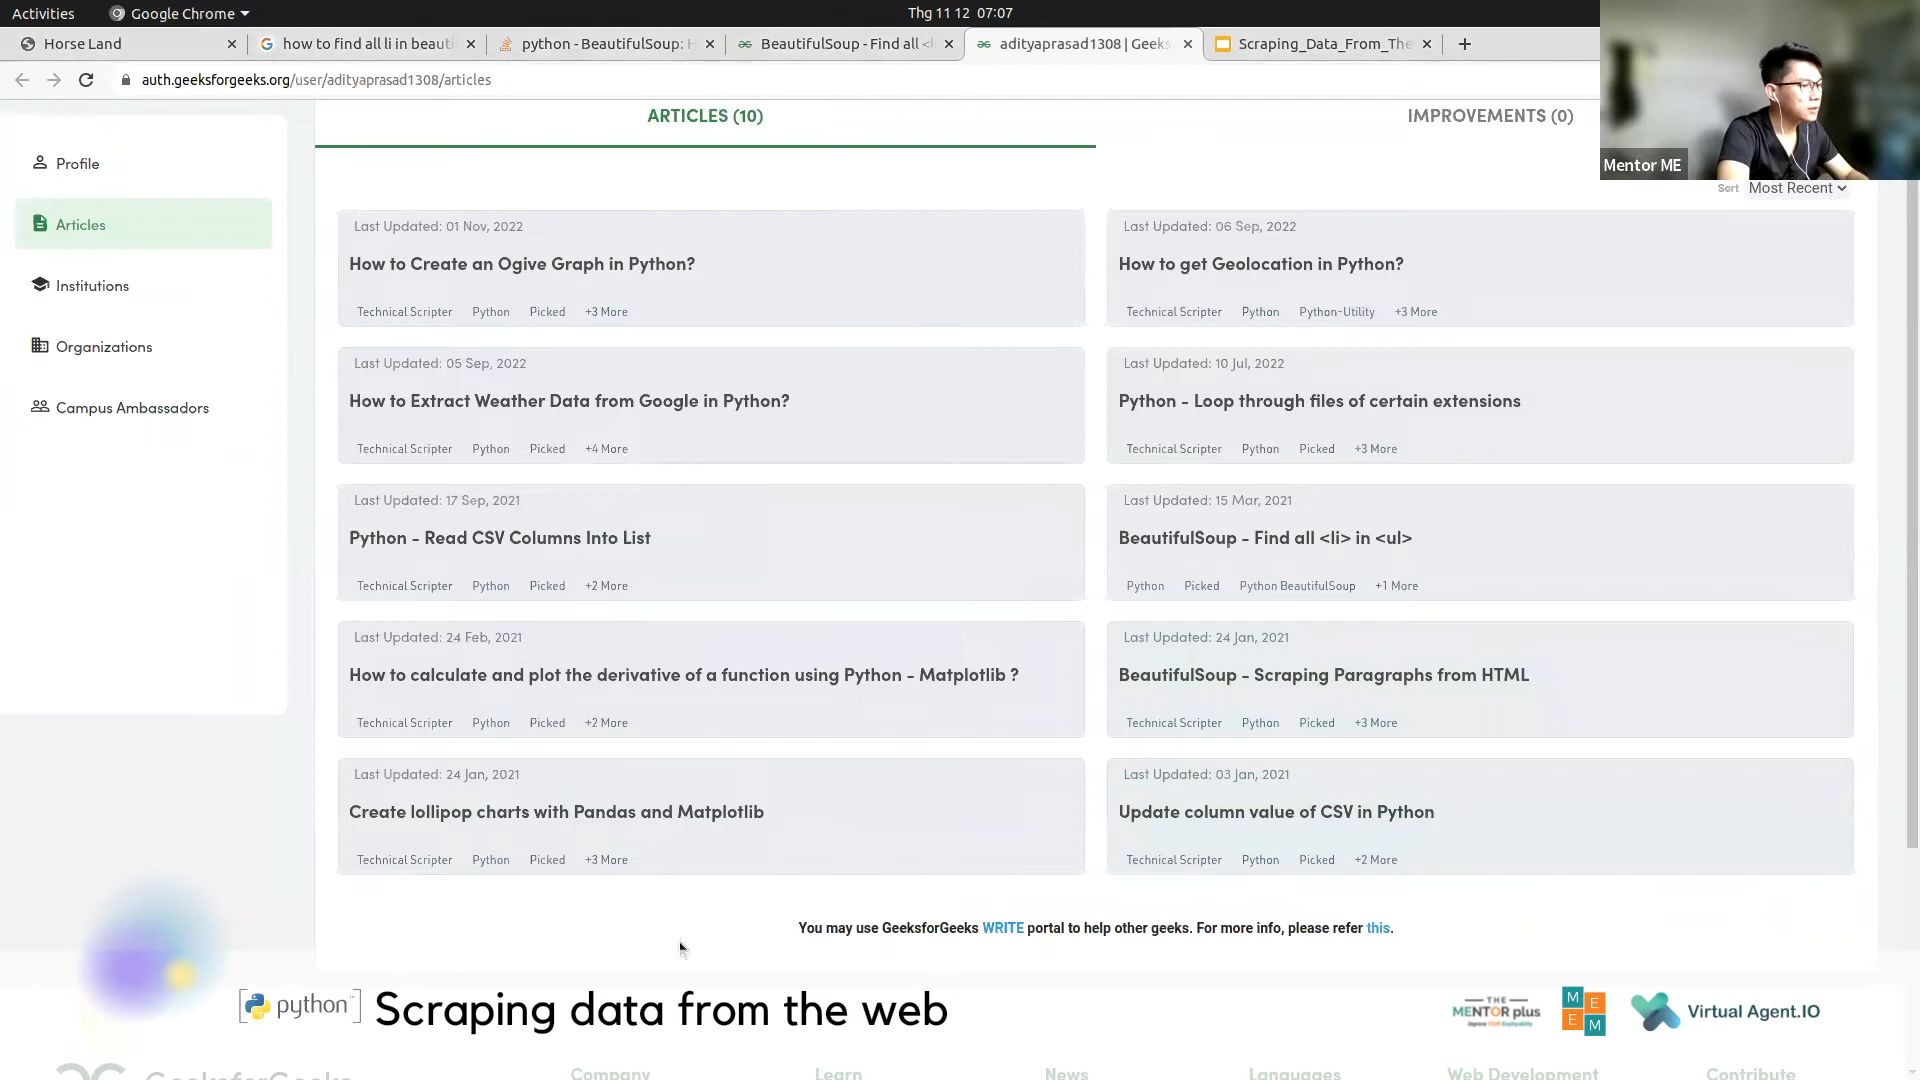 Activities
Google Chrome
Thg 11 12 07:07
Horse Land
how to find all li in beauti
python - BeautifulSoup: H
BeautifulSoup - Find all <l
adityaprasad1308 | Geeks
Scraping_Data_From_The
auth.geeksforgeeks.org/user/adityaprasad1308/articles
Mentor ME
ARTICLES (10)
IMPROVEMENTS (0)
Sort Most Recent
Profile
Articles
Institutions
Organizations
Campus Ambassadors
Last Updated: 01 Nov, 2022
How to Create an Ogive Graph in Python?
Technical Scripter Python Picked +3 More
Last Updated: 06 Sep, 2022
How to get Geolocation in Python?
Technical Scripter Python Python-Utility +3 More
Last Updated: 05 Sep, 2022
How to Extract Weather Data from Google in Python?
Technical Scripter Python Picked +4 More
Last Updated: 10 Jul, 2022
Python - Loop through files of certain extensions
Technical Scripter Python Picked +3 More
Last Updated: 17 Sep, 2021
Python - Read CSV Columns Into List
Technical Scripter Python Picked +2 More
Last Updated: 15 Mar, 2021
BeautifulSoup - Find all <li> in <ul>
Python Picked Python BeautifulSoup +1 More
Last Updated: 24 Feb, 2021
How to calculate and plot the derivative of a function using Python - Matplotlib ?
Technical Scripter Python Picked +2 More
Last Updated: 24 Jan, 2021
BeautifulSoup - Scraping Paragraphs from HTML
Technical Scripter Python Picked +3 More
Last Updated: 24 Jan, 2021
Create lollipop charts with Pandas and Matplotlib
Technical Scripter Python Picked +3 More
Last Updated: 03 Jan, 2021
Update column value of CSV in Python
Technical Scripter Python Picked +2 More
You may use GeeksforGeeks WRITE portal to help other geeks. For more info, please refer this.
[python™] Scraping data from the web
THE
MENTOR plus
M E
E M
Virtual Agent.IO
GeeksforGeeks
Company
Learn
News
Languages
Web Development
Contribute